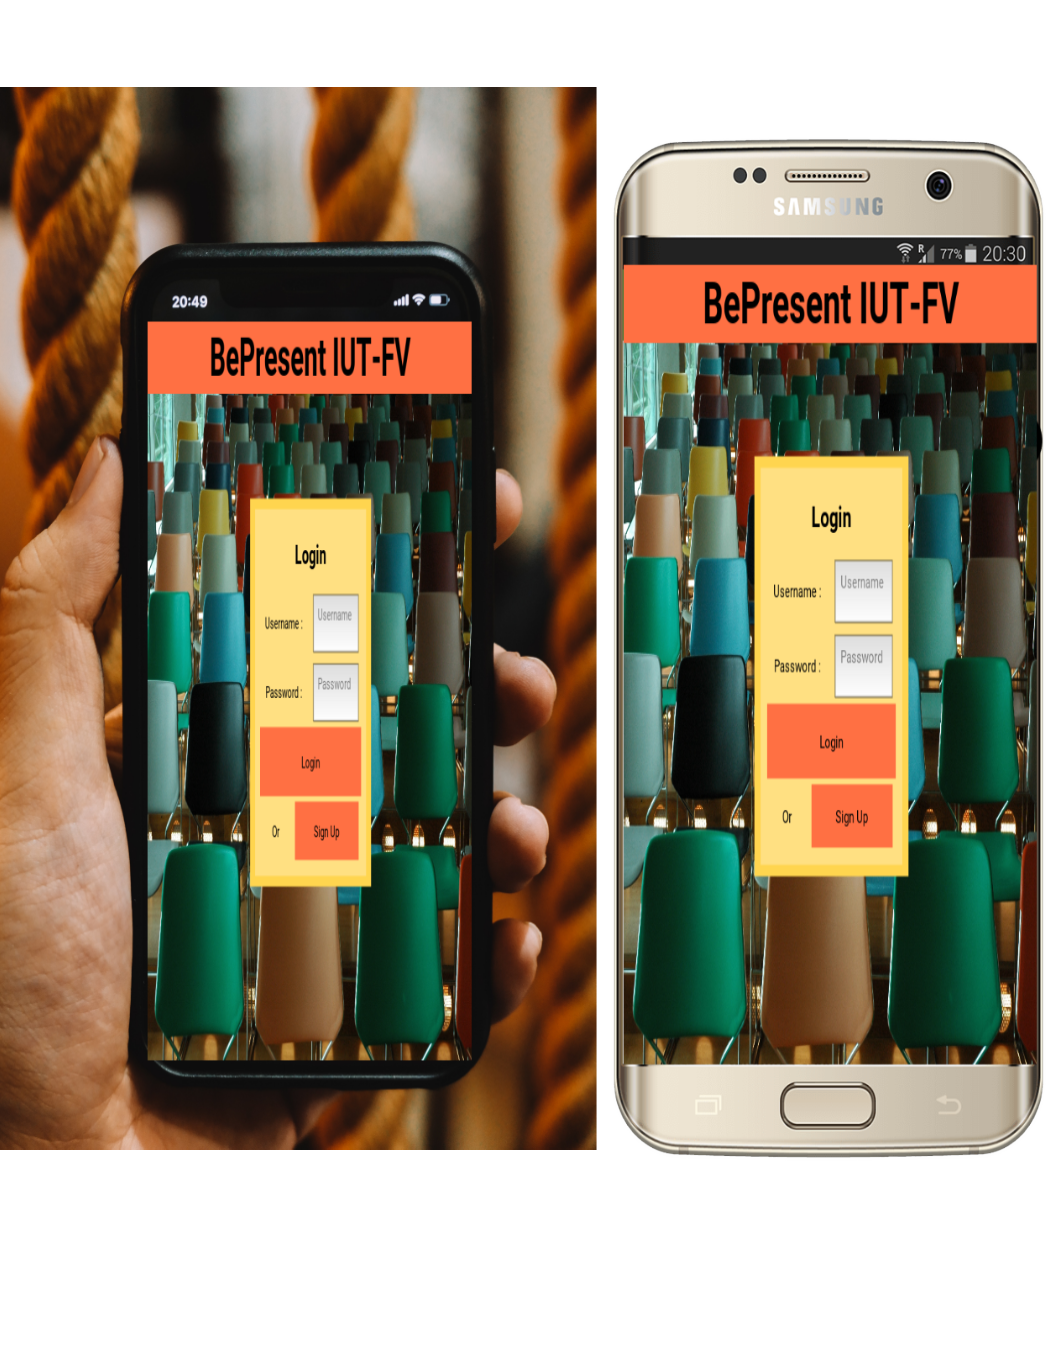 20:49
BePresent IUT-FV
Login
Username : Username
Password : Password
Login
Or Sign Up
SAMSUNG
R 77% 20:30
BePresent IUT-FV
Login
Username : Username
Password : Password
Login
Or Sign Up